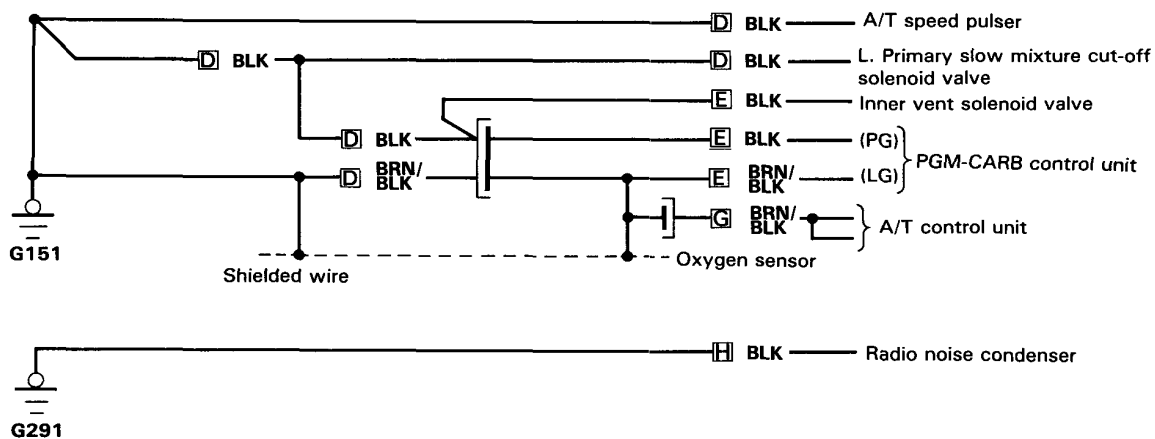 D BLK A/T speed pulser
D BLK D BLK L. Primary slow mixture cut-off
solenoid valve
E BLK Inner vent solenoid valve
D BLK E BLK (PG)
PGM-CARB control unit
D BRN/
BLK E BRN/
BLK (LG)
G BRN/
BLK A/T control unit
G151
Shielded wire
Oxygen sensor
H BLK Radio noise condenser
G291